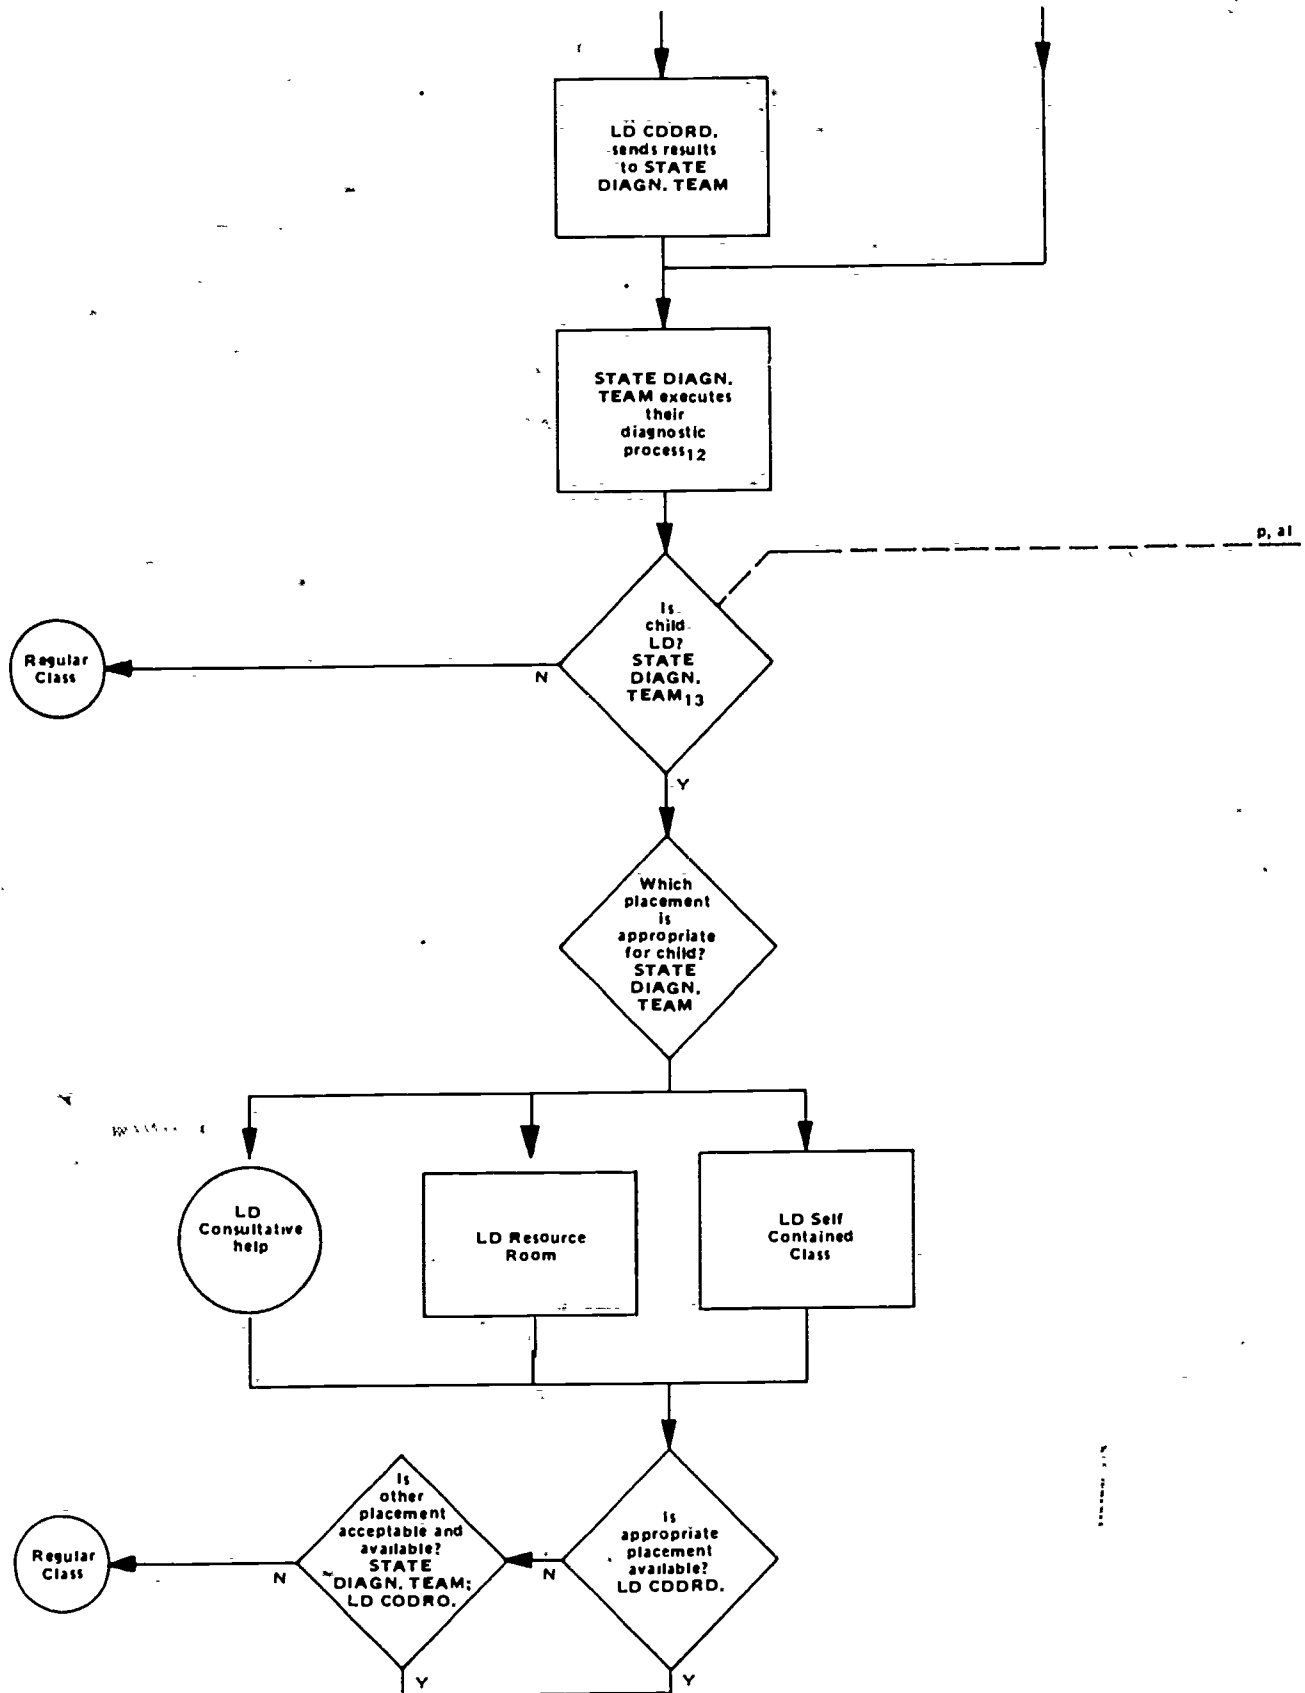 LD CDDRD.
sends results
to STATE
DIAGN. TEAM
STATE DIAGN.
TEAM executes
their
diagnostic
process12
p, al
Is
child
LD?
STATE
DIAGN.
TEAM13
N
Regular
Class
Y
Which
placement
is
appropriate
for child?
STATE
DIAGN.
TEAM
LD
Consultative
help
LD Resource
Room
LD Self
Contained
Class
Is
appropriate
placement
available?
LD CDDRD.
N
Is
other
placement
acceptable and
available?
STATE
DIAGN. TEAM;
LD CODRO.
N
Regular
Class
Y
Y